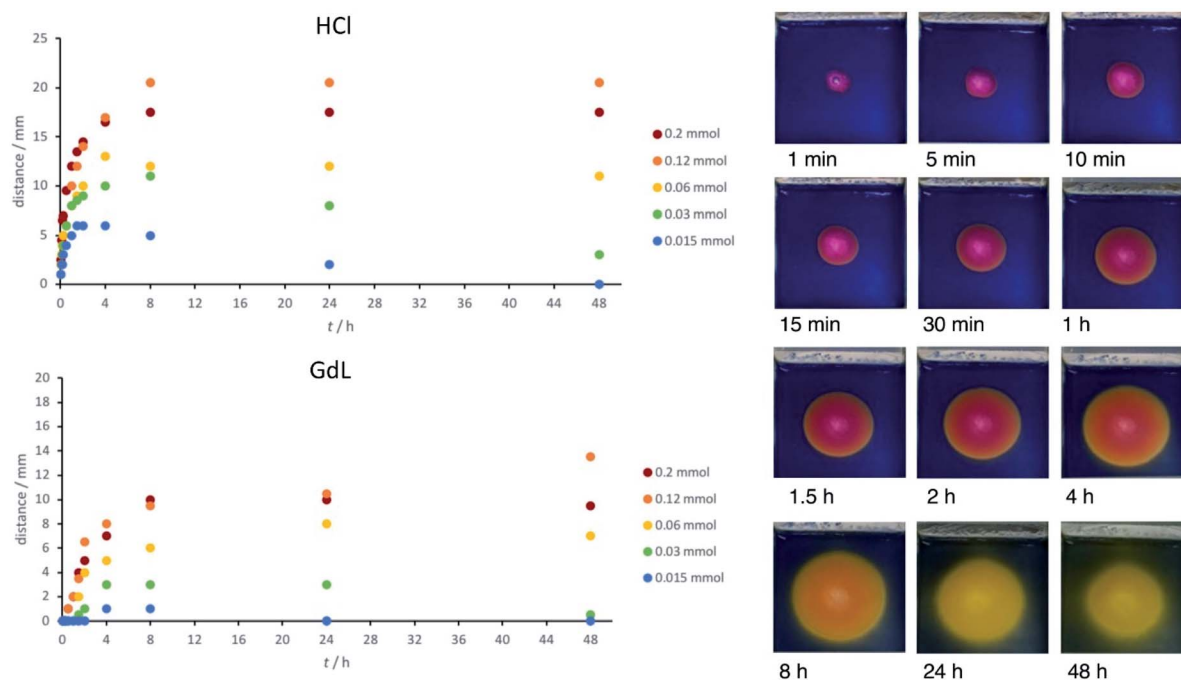 HCl
distance / mm
25
20
15
10
5
0
0 4 8 12 16 20 24 28 32 36 40 44 48
t / h
0.2 mmol
0.12 mmol
0.06 mmol
0.03 mmol
0.015 mmol
GdL
distance / mm
20
18
16
14
12
10
8
6
4
2
0
0 4 8 12 16 20 24 28 32 36 40 44 48
t / h
0.2 mmol
0.12 mmol
0.06 mmol
0.03 mmol
0.015 mmol
1 min 5 min 10 min
15 min 30 min 1 h
1.5 h 2 h 4 h
8 h 24 h 48 h